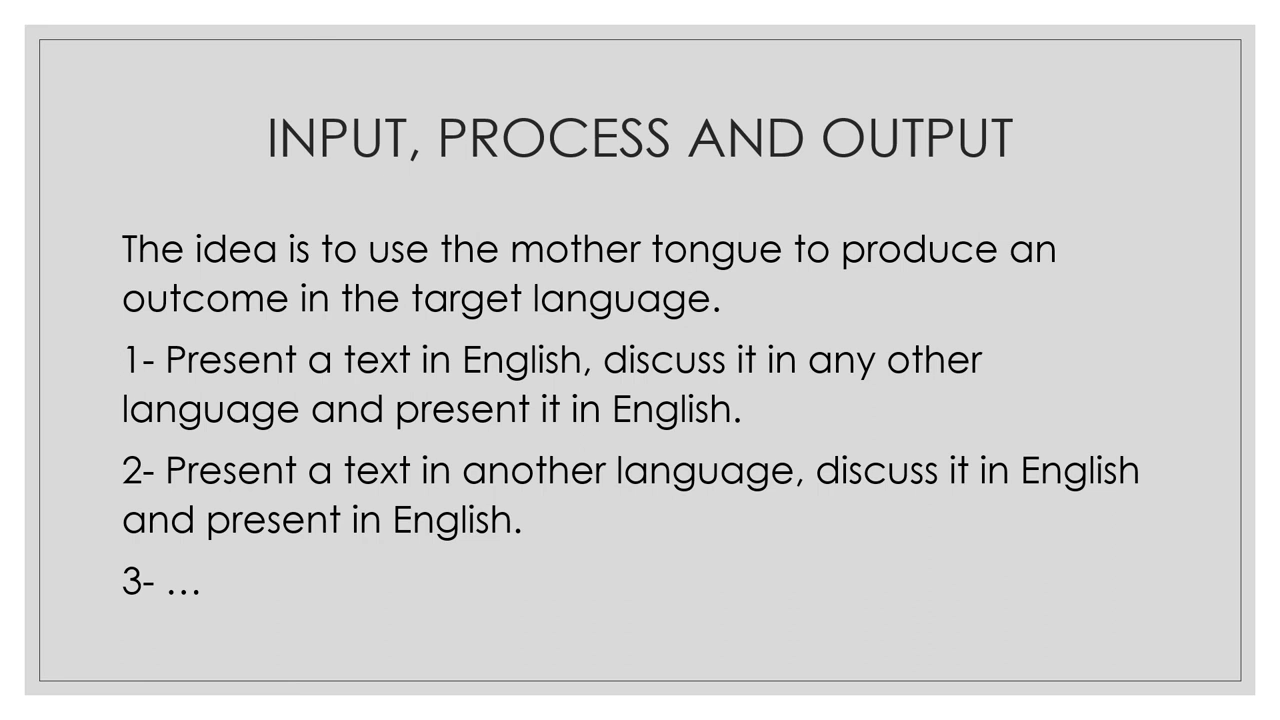 INPUT, PROCESS AND OUTPUT
The idea is to use the mother tongue to produce an
outcome in the target language.
1- Present a text in English, discuss it in any other
language and present it in English.
2- Present a text in another language, discuss it in English
and present in English.
3- …